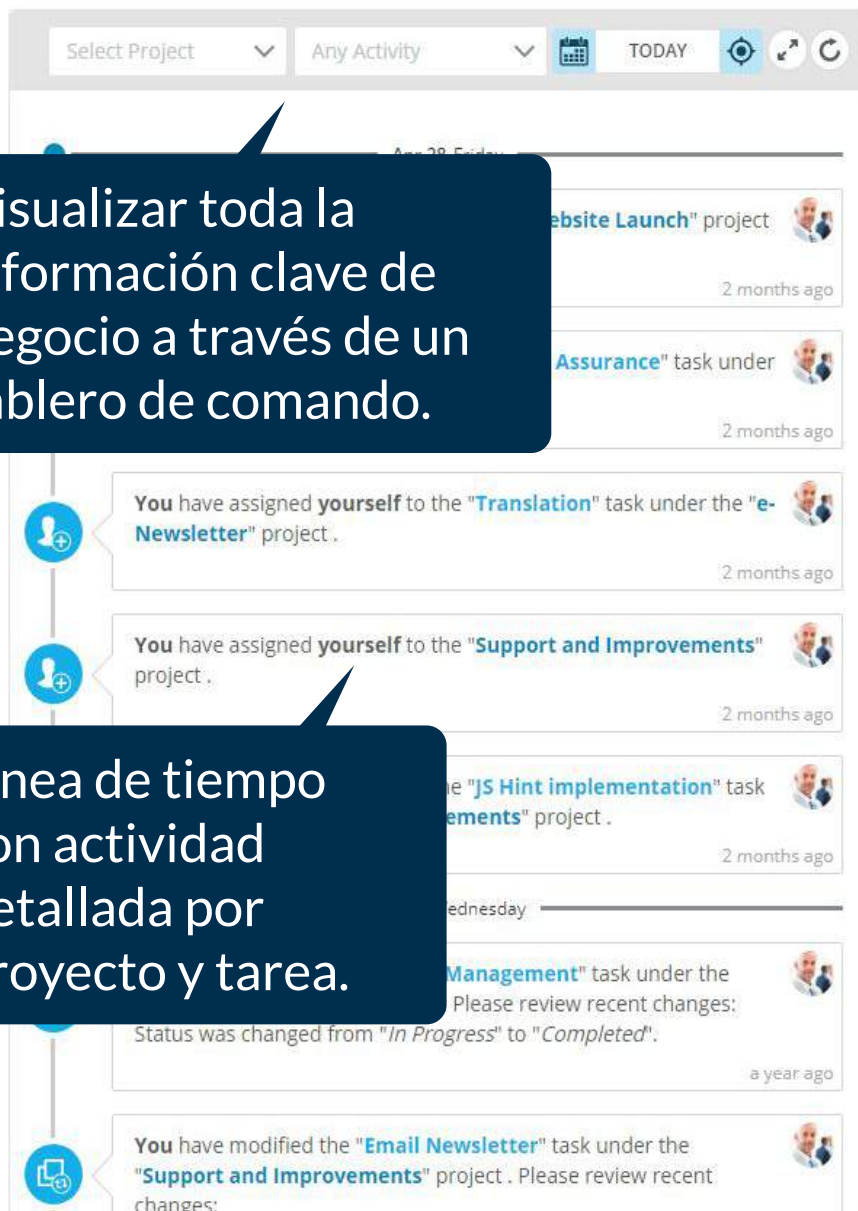 Select Project
Any Activity
TODAY
Apr 28 Friday
isualizar toda la
formación clave de
egocio a través de un
blero de comando.
ebsite Launch" project
2 months ago
Assurance" task under
2 months ago
You have assigned yourself to the "Translation" task under the "e-
Newsletter" project .
2 months ago
You have assigned yourself to the "Support and Improvements"
project .
2 months ago
nea de tiempo
on actividad
etallada por
royecto y tarea.
e "JS Hint implementation" task
ements" project .
2 months ago
ednesday
Management" task under the
Please review recent changes:
Status was changed from "In Progress" to "Completed".
a year ago
You have modified the "Email Newsletter" task under the
"Support and Improvements" project . Please review recent
changes: